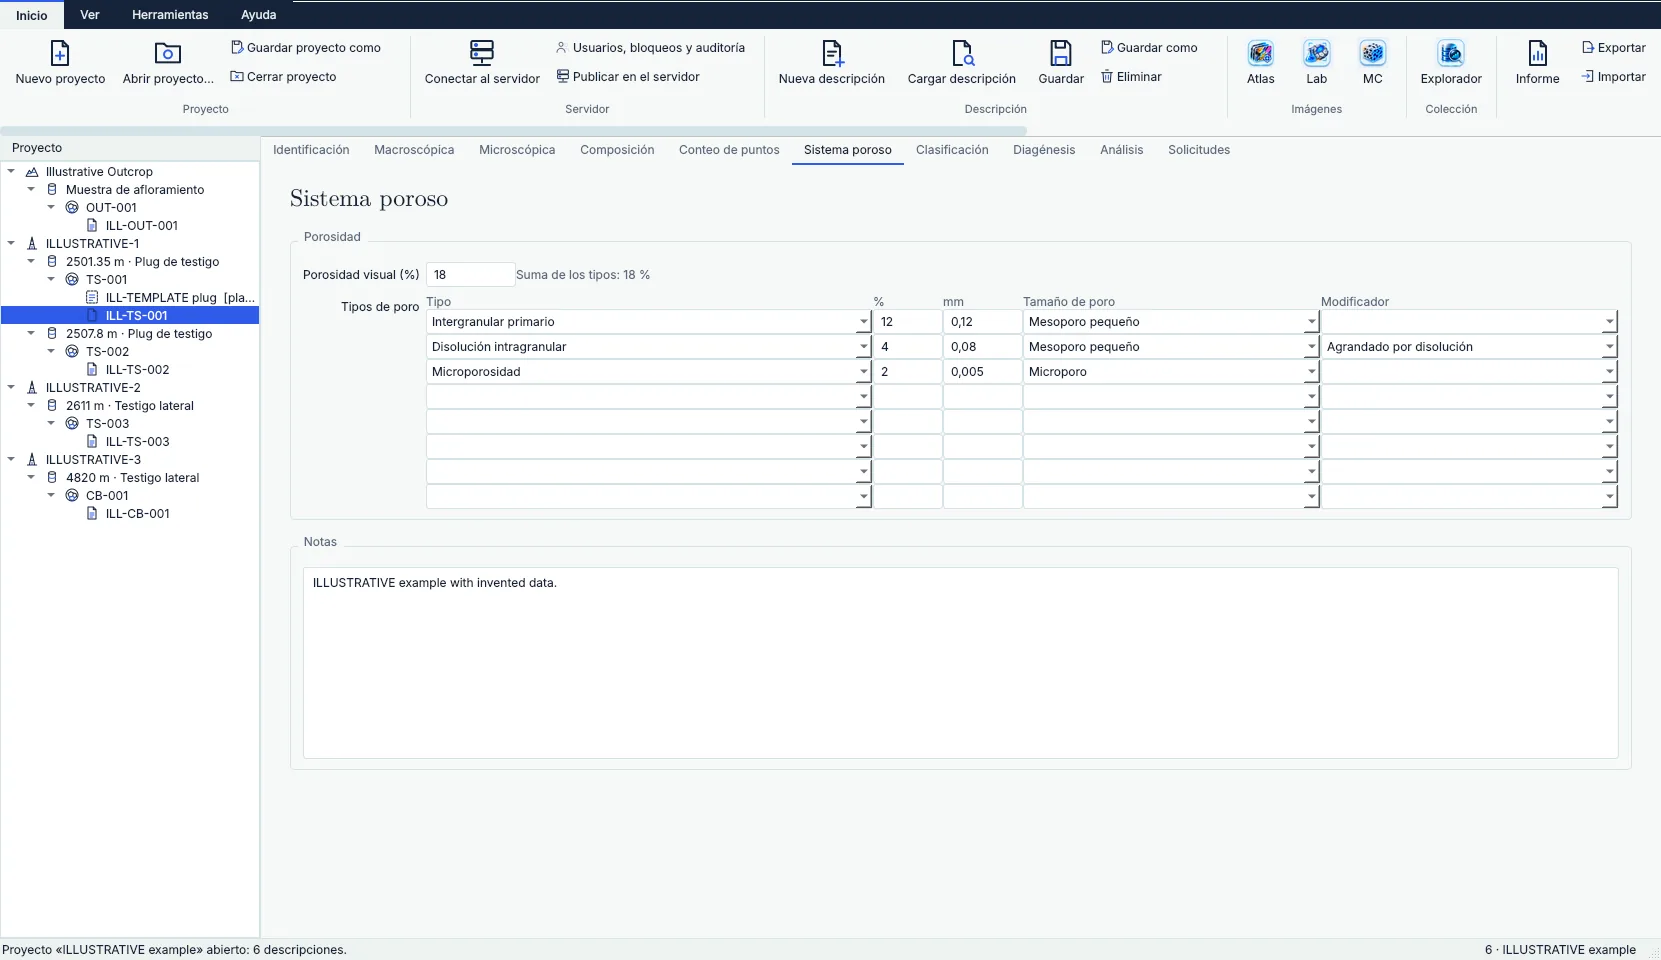 Inicio Ver Herramientas Ayuda
Nuevo proyecto
Abrir proyecto...
Guardar proyecto como
Cerrar proyecto
Proyecto
Conectar al servidor
Usuarios, bloqueos y auditoría
Publicar en el servidor
Servidor
Nueva descripción
Cargar descripción
Guardar
Guardar como
Eliminar
Descripción
Atlas
Lab
MC
Imágenes
Explorador
Colección
Informe
Exportar
Importar
Proyecto
Illustrative Outcrop
Muestra de afloramiento
OUT-001
ILL-OUT-001
ILLUSTRATIVE-1
2501.35 m · Plug de testigo
TS-001
ILL-TEMPLATE plug [pla...
ILL-TS-001
2507.8 m · Plug de testigo
TS-002
ILL-TS-002
ILLUSTRATIVE-2
2611 m · Testigo lateral
TS-003
ILL-TS-003
ILLUSTRATIVE-3
4820 m · Testigo lateral
CB-001
ILL-CB-001
Identificación Macroscópica Microscópica Composición Conteo de puntos Sistema poroso Clasificación Diagénesis Análisis Solicitudes
Sistema poroso
Porosidad
Porosidad visual (%) 18 Suma de los tipos: 18 %
Tipos de poro
Tipo % mm Tamaño de poro Modificador
Intergranular primario 12 0,12 Mesoporo pequeño
Disolución intragranular 4 0,08 Mesoporo pequeño Agrandado por disolución
Microporosidad 2 0,005 Microporo
Notas
ILLUSTRATIVE example with invented data.
Proyecto «ILLUSTRATIVE example» abierto: 6 descripciones.
6 · ILLUSTRATIVE example